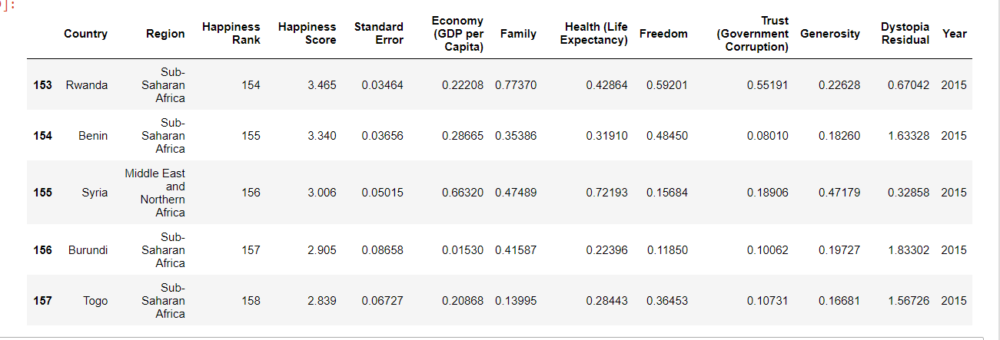 ]:
Country Region Happiness Rank Happiness Score Standard Error Economy (GDP per Capita) Family Health (Life Expectancy) Freedom Trust (Government Corruption) Generosity Dystopia Residual Year
153 Rwanda Sub-Saharan Africa 154 3.465 0.03464 0.22208 0.77370 0.42864 0.59201 0.55191 0.22628 0.67042 2015
154 Benin Sub-Saharan Africa 155 3.340 0.03656 0.28665 0.35386 0.31910 0.48450 0.08010 0.18260 1.63328 2015
155 Syria Middle East and Northern Africa 156 3.006 0.05015 0.66320 0.47489 0.72193 0.15684 0.18906 0.47179 0.32858 2015
156 Burundi Sub-Saharan Africa 157 2.905 0.08658 0.01530 0.41587 0.22396 0.11850 0.10062 0.19727 1.83302 2015
157 Togo Sub-Saharan Africa 158 2.839 0.06727 0.20868 0.13995 0.28443 0.36453 0.10731 0.16681 1.56726 2015